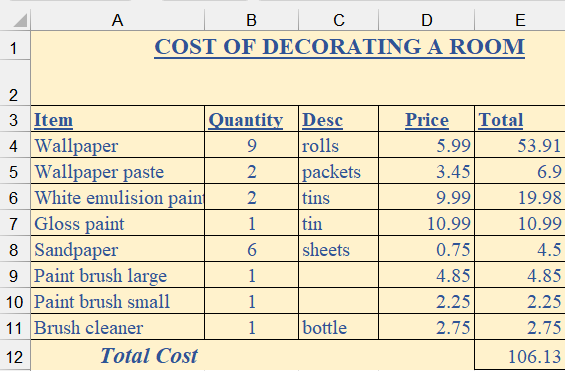 A B C D E
1 COST OF DECORATING A ROOM
2
3 Item Quantity Desc Price Total
4 Wallpaper 9 rolls 5.99 53.91
5 Wallpaper paste 2 packets 3.45 6.9
6 White emulision paint 2 tins 9.99 19.98
7 Gloss paint 1 tin 10.99 10.99
8 Sandpaper 6 sheets 0.75 4.5
9 Paint brush large 1 4.85 4.85
10 Paint brush small 1 2.25 2.25
11 Brush cleaner 1 bottle 2.75 2.75
12 Total Cost 106.13